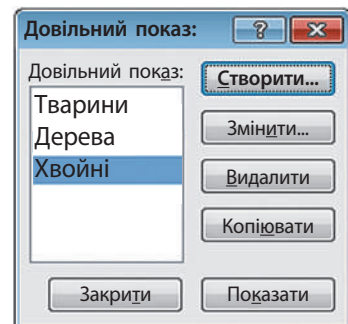 Довільний показ:
Довільний показ:
Тварини
Дерева
Хвойні
Створити...
Змінити...
Видалити
Копіювати
Закрити
Показати